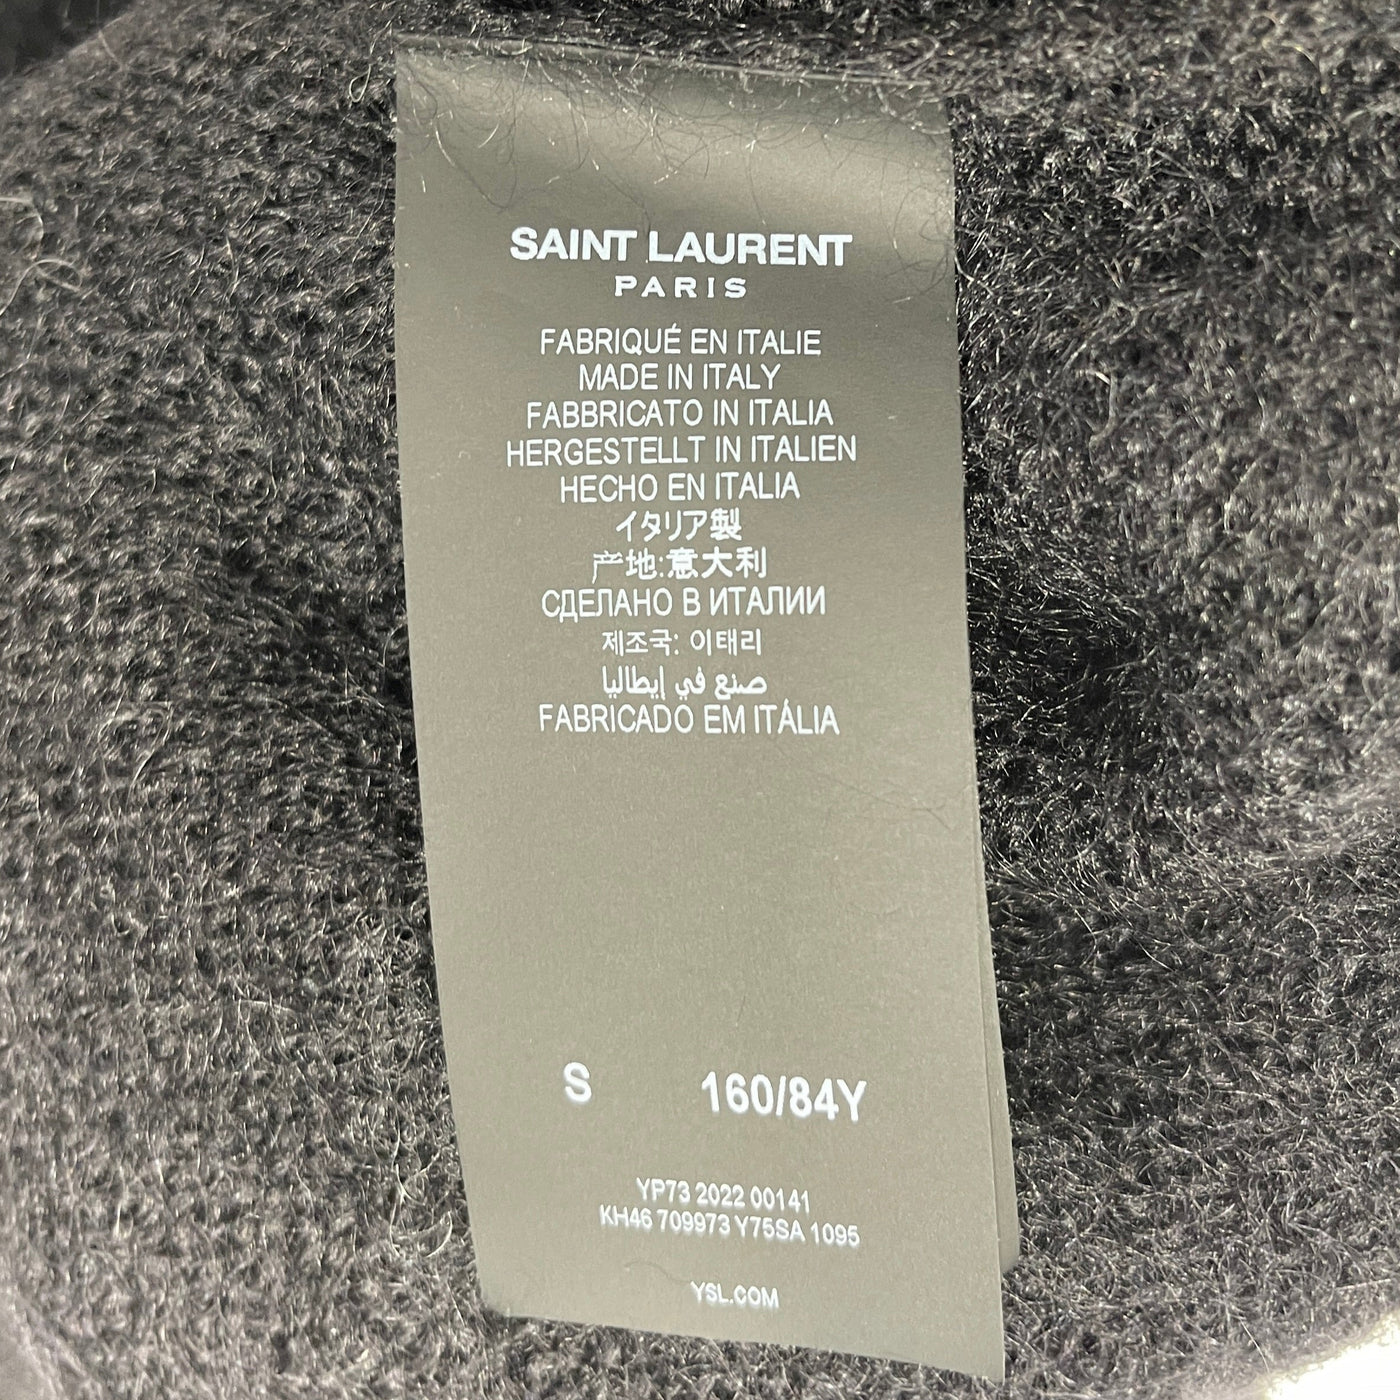 SAINT LAURENT
PARIS
FABRIQUÉ EN ITALIE
MADE IN ITALY
FABBRICATO IN ITALIA
HERGESTELLT IN ITALIEN
HECHO EN ITALIA
イタリア製
产地:意大利
СДЕЛАНО В ИТАЛИИ
제조국: 이태리
صنع في إيطاليا
FABRICADO EM ITÁLIA
S 160/84Y
YP73 2022 00141
KH46 709973 Y75SA 1095
YSL.COM